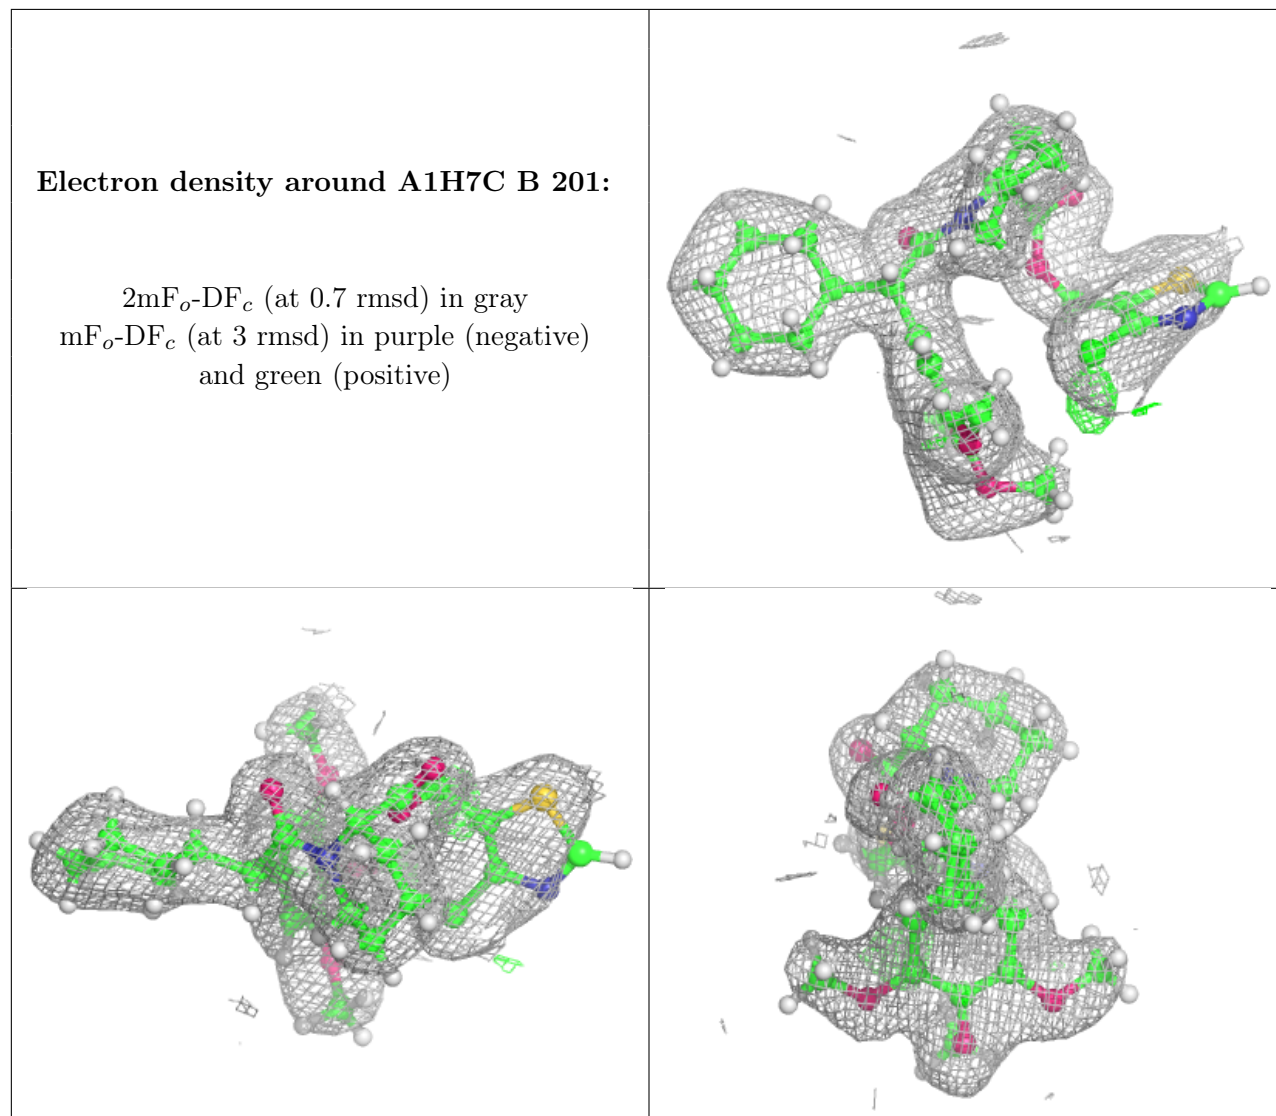 Electron density around A1H7C B 201:
2mFo-DFc (at 0.7 rmsd) in gray
mFo-DFc (at 3 rmsd) in purple (negative)
and green (positive)